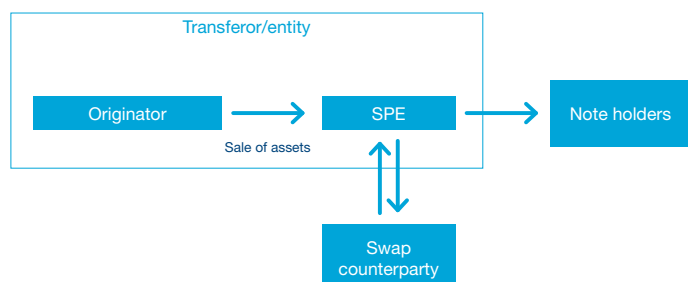 Transferor/entity
Originator
SPE
Note holders
Sale of assets
Swap
counterparty